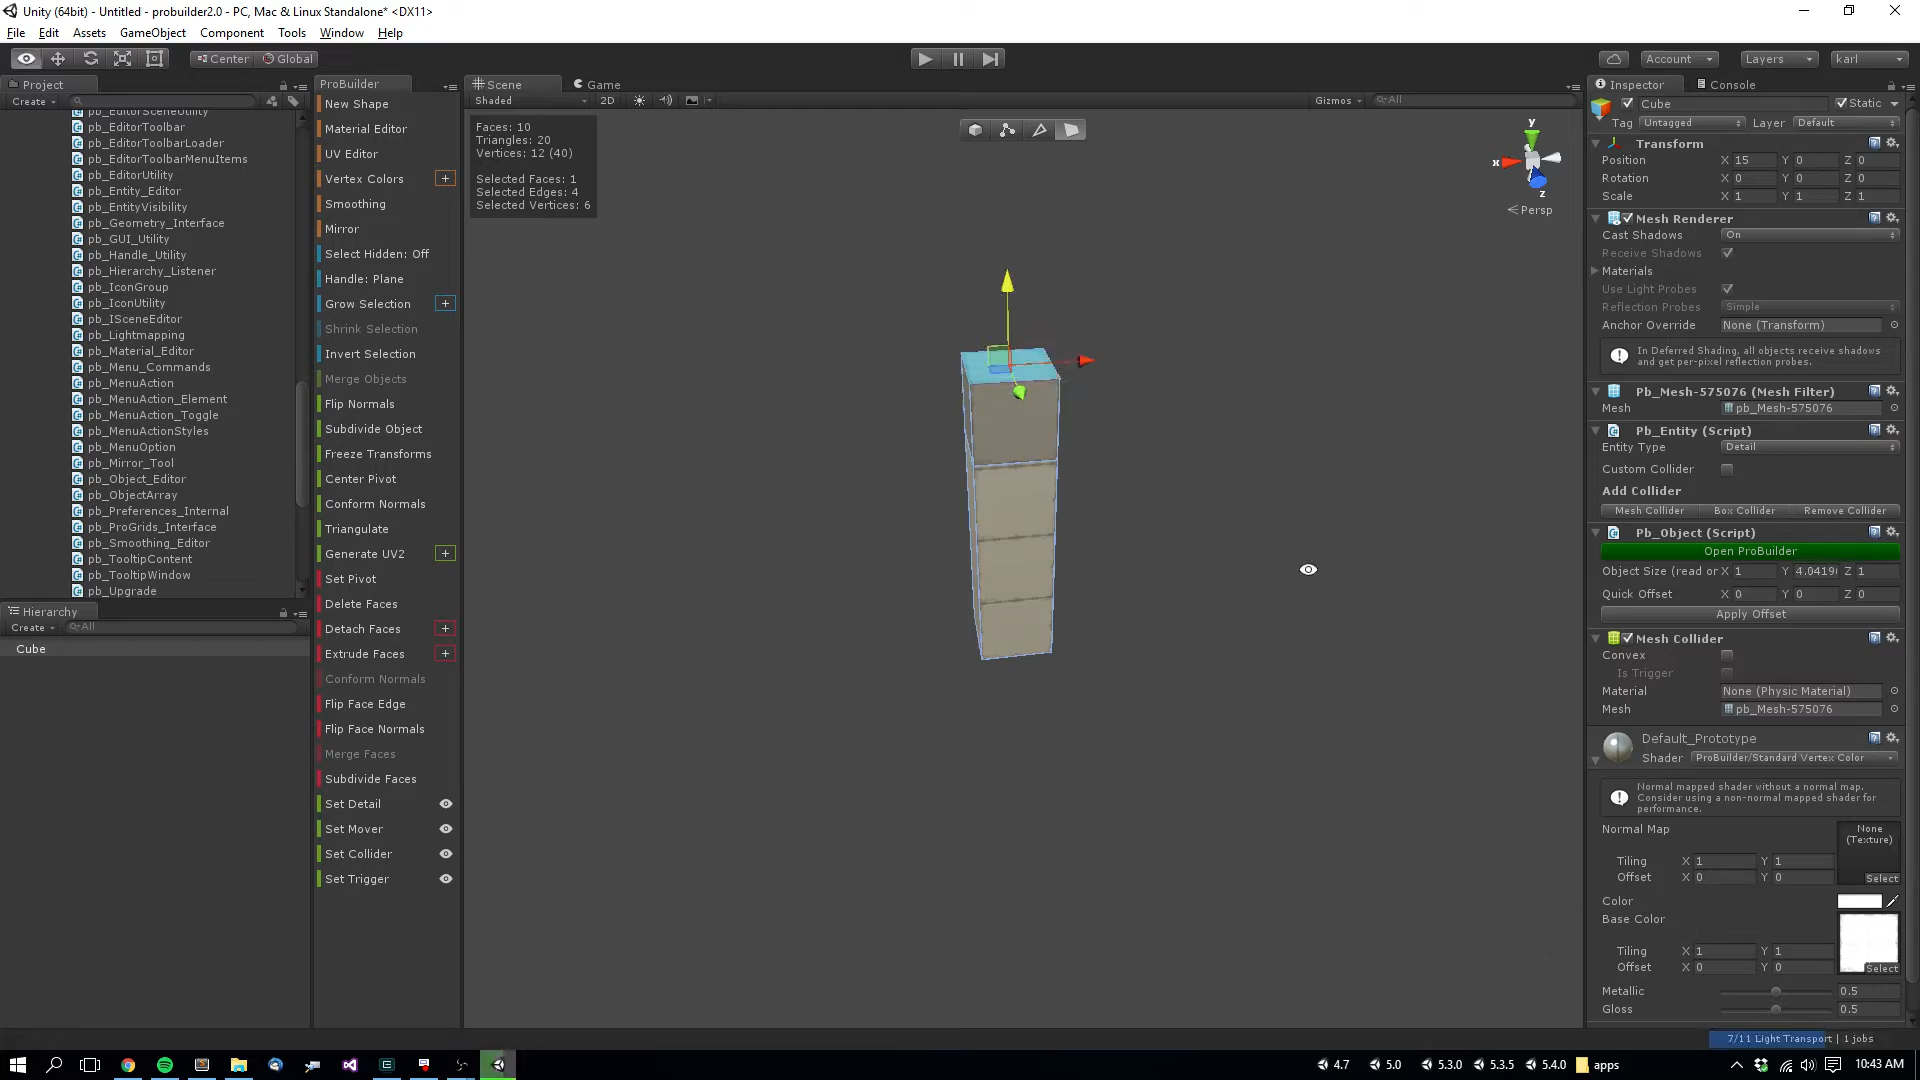 Unity (64bit) - Untitled - probuilder2.0 - PC, Mac & Linux Standalone* <DX11>
File Edit Assets GameObject Component Tools Window Help
Center Global
Account Layers karl
Project
Create
pb_EditorSceneUtility
pb_EditorToolbar
pb_EditorToolbarLoader
pb_EditorToolbarMenuItems
pb_EditorUtility
pb_Entity_Editor
pb_EntityVisibility
pb_Geometry_Interface
pb_GUI_Utility
pb_Handle_Utility
pb_Hierarchy_Listener
pb_IconGroup
pb_IconUtility
pb_ISceneEditor
pb_Lightmapping
pb_Material_Editor
pb_Menu_Commands
pb_MenuAction
pb_MenuAction_Element
pb_MenuAction_Toggle
pb_MenuActionStyles
pb_MenuOption
pb_Mirror_Tool
pb_Object_Editor
pb_ObjectArray
pb_Preferences_Internal
pb_ProGrids_Interface
pb_Smoothing_Editor
pb_TooltipContent
pb_TooltipWindow
pb_Upgrade
Hierarchy
Create All
Cube
ProBuilder
New Shape
Material Editor
UV Editor
Vertex Colors +
Smoothing
Mirror
Select Hidden: Off
Handle: Plane
Grow Selection +
Shrink Selection
Invert Selection
Merge Objects
Flip Normals
Subdivide Object
Freeze Transforms
Center Pivot
Conform Normals
Triangulate
Generate UV2 +
Set Pivot
Delete Faces
Detach Faces +
Extrude Faces +
Conform Normals
Flip Face Edge
Flip Face Normals
Merge Faces
Subdivide Faces
Set Detail
Set Mover
Set Collider
Set Trigger
Scene Game
Shaded 2D Gizmos All
Faces: 10
Triangles: 20
Vertices: 12 (40)
Selected Faces: 1
Selected Edges: 4
Selected Vertices: 6
y
x
z
Persp
Inspector Console
Cube Static
Tag Untagged Layer Default
Transform
Position X 15 Y 0 Z 0
Rotation X 0 Y 0 Z 0
Scale X 1 Y 1 Z 1
Mesh Renderer
Cast Shadows On
Receive Shadows
Materials
Use Light Probes
Reflection Probes Simple
Anchor Override None (Transform)
In Deferred Shading, all objects receive shadows
and get per-pixel reflection probes.
Pb_Mesh-575076 (Mesh Filter)
Mesh pb_Mesh-575076
Pb_Entity (Script)
Entity Type Detail
Custom Collider
Add Collider
Mesh Collider Box Collider Remove Collider
Pb_Object (Script)
Open ProBuilder
Object Size (read or X 1 Y 4.0419 Z 1
Quick Offset X 0 Y 0 Z 0
Apply Offset
Mesh Collider
Convex
Is Trigger
Material None (Physic Material)
Mesh pb_Mesh-575076
Default_Prototype
Shader ProBuilder/Standard Vertex Color
Normal mapped shader without a normal map.
Consider using a non-normal mapped shader for
performance.
Normal Map None
(Texture)
Tiling X 1 Y 1
Offset X 0 Y 0
Select
Color
Base Color
Tiling X 1 Y 1
Offset X 0 Y 0
Select
Metallic 0.5
Gloss 0.5
7/11 Light Transport | 1 jobs
4.7 5.0 5.3.0 5.3.5 5.4.0 apps 10:43 AM